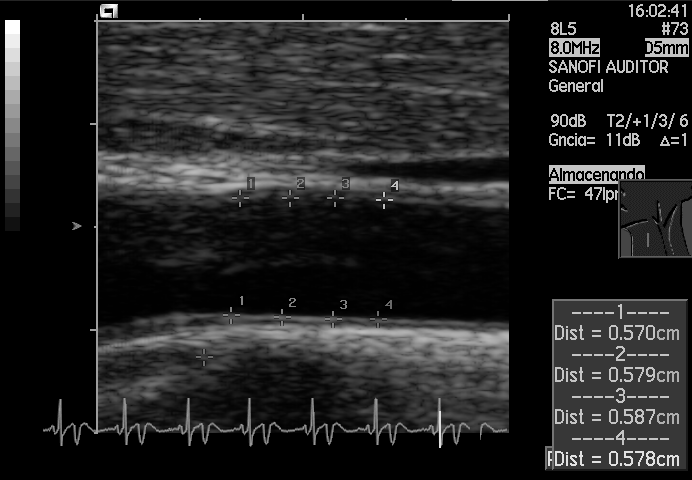 16:02:41
8L5 #73
8.0MHz D5mm
SANOFI AUDITOR
General
90dB T2/+1/3/ 6
Gncia= 11dB Δ=1
Almacenando
FC= 47lpm
1 2 3 4
1 2 3 4
----1----
Dist = 0.570cm
----2----
Dist = 0.579cm
----3----
Dist = 0.587cm
----4----
Dist = 0.578cm